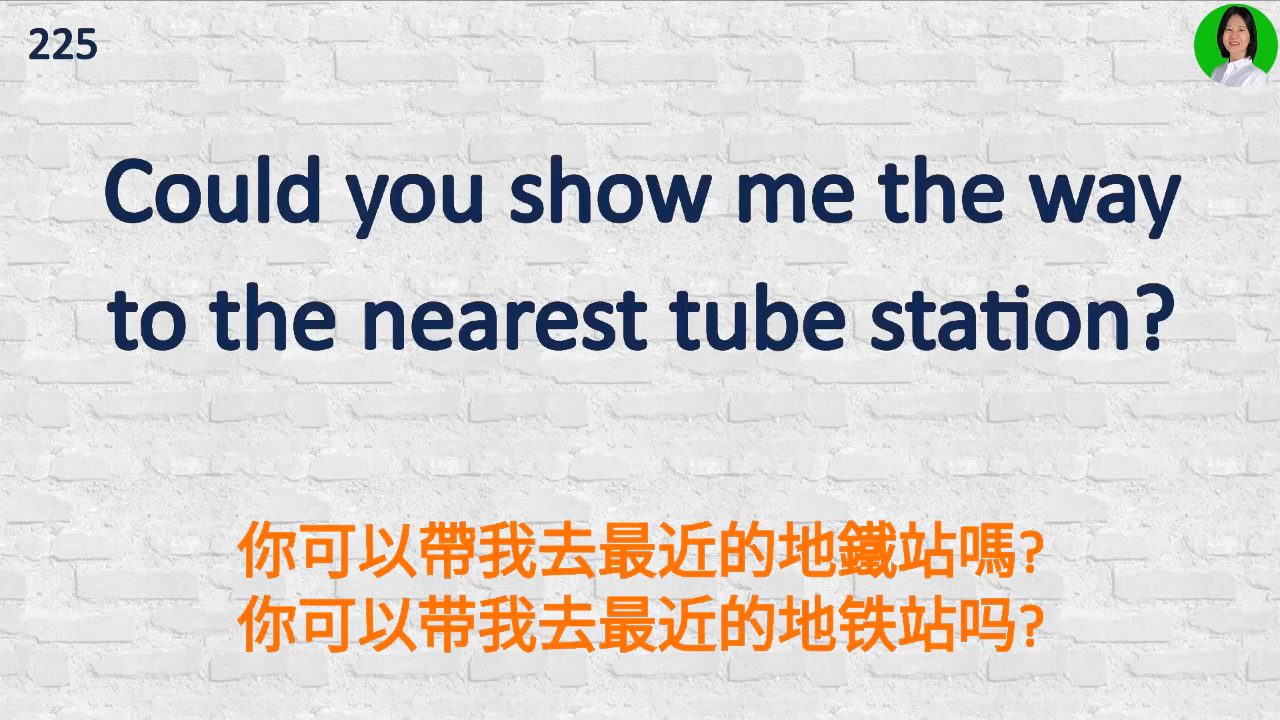 225
Could you show me the way
to the nearest tube station?
你可以帶我去最近的地鐵站嗎?
你可以带我去最近的地铁站吗?